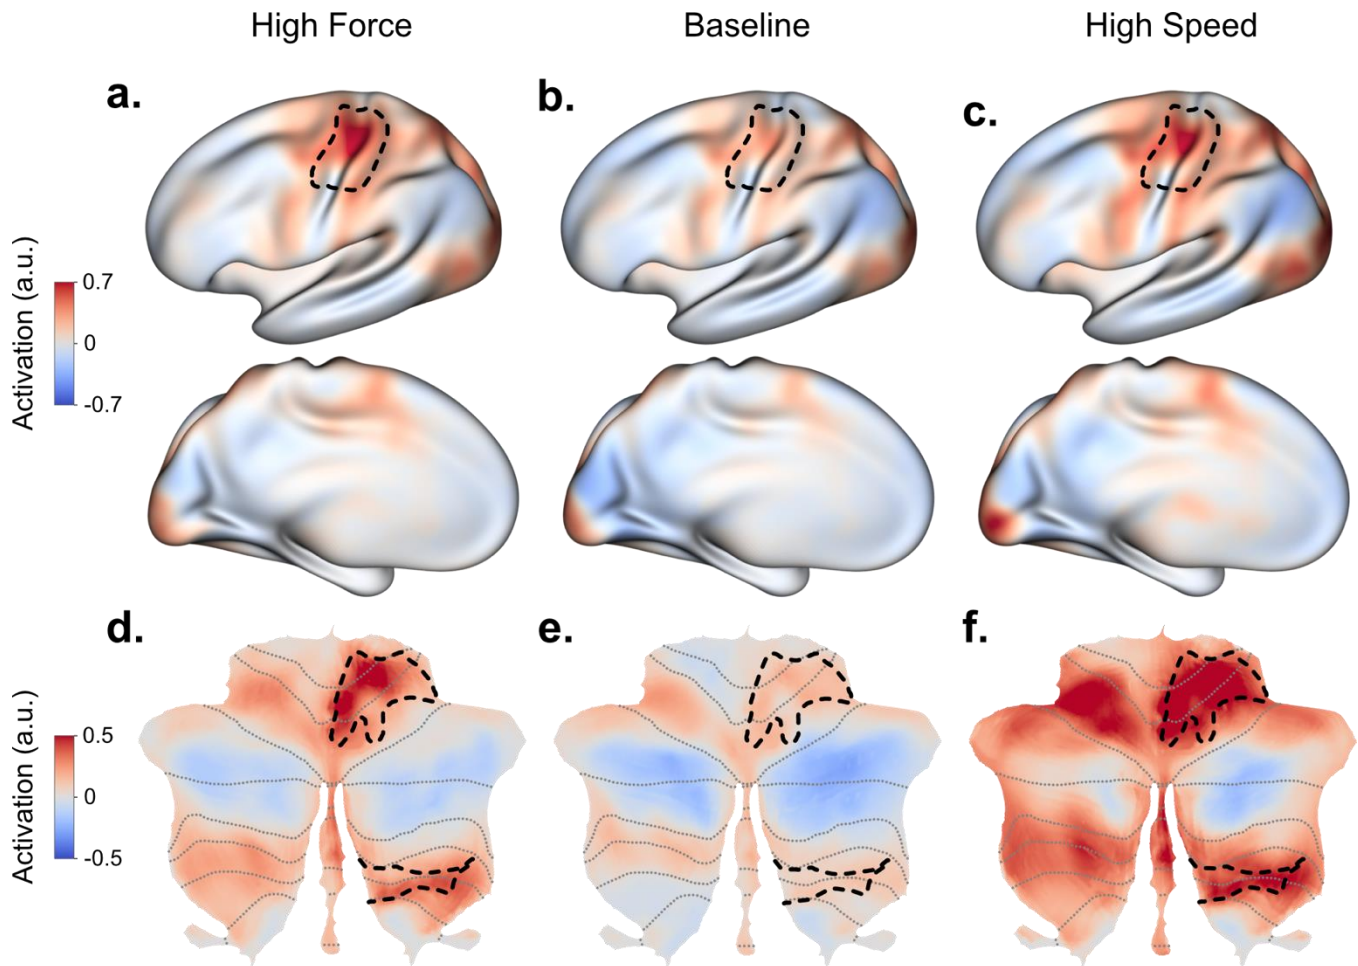 High Force
Baseline
High Speed
a.
b.
c.
Activation (a.u.)
0.7
0
-0.7
d.
e.
f.
Activation (a.u.)
0.5
0
-0.5